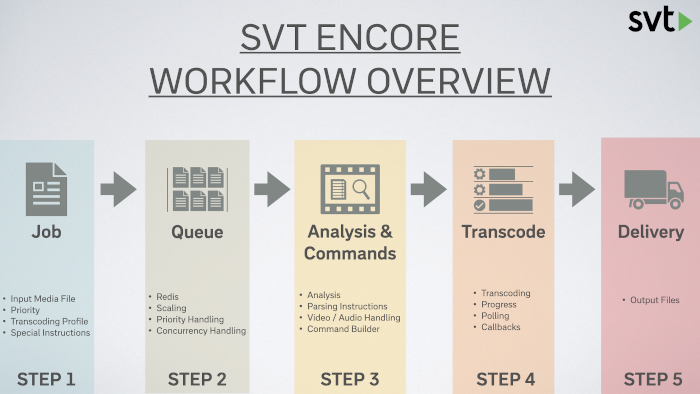 svt
SVT ENCORE
WORKFLOW OVERVIEW
Job
• Input Media File
• Priority
• Transcoding Profile
• Special Instructions
STEP 1
Queue
• Redis
• Scaling
• Priority Handling
• Concurrency Handling
STEP 2
Analysis &
Commands
• Analysis
• Parsing Instructions
• Video / Audio Handling
• Command Builder
STEP 3
Transcode
• Transcoding
• Progress
• Polling
• Callbacks
STEP 4
Delivery
• Output Files
STEP 5